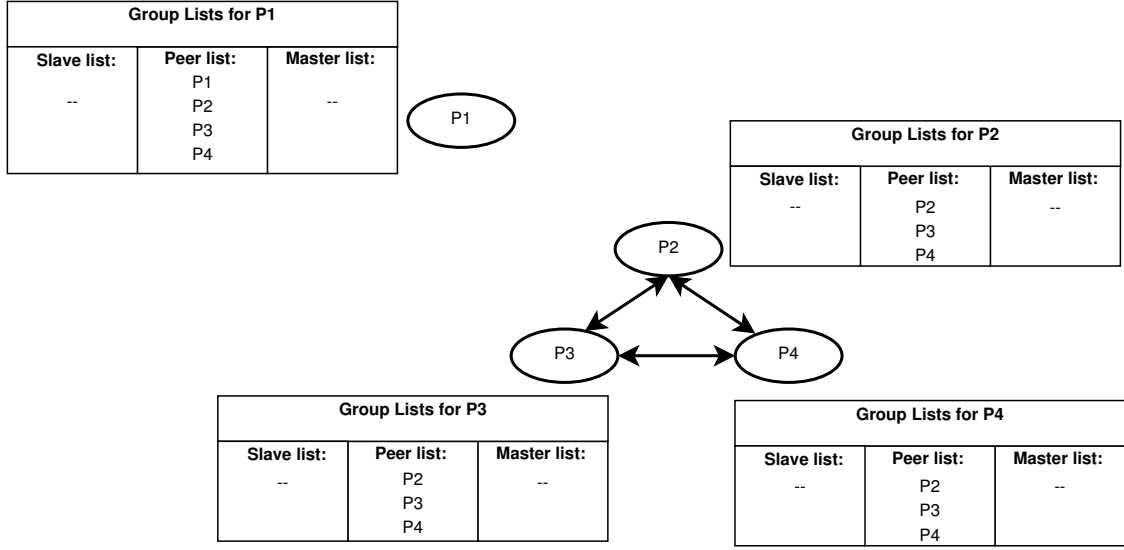 Group Lists for P1
Slave list: Peer list: Master list:
-- P1 --
P2
P3
P4
P1
Group Lists for P2
Slave list: Peer list: Master list:
-- P2 --
P3
P4
P2
P3
P4
Group Lists for P3
Slave list: Peer list: Master list:
-- P2 --
P3
P4
Group Lists for P4
Slave list: Peer list: Master list:
-- P2 --
P3
P4